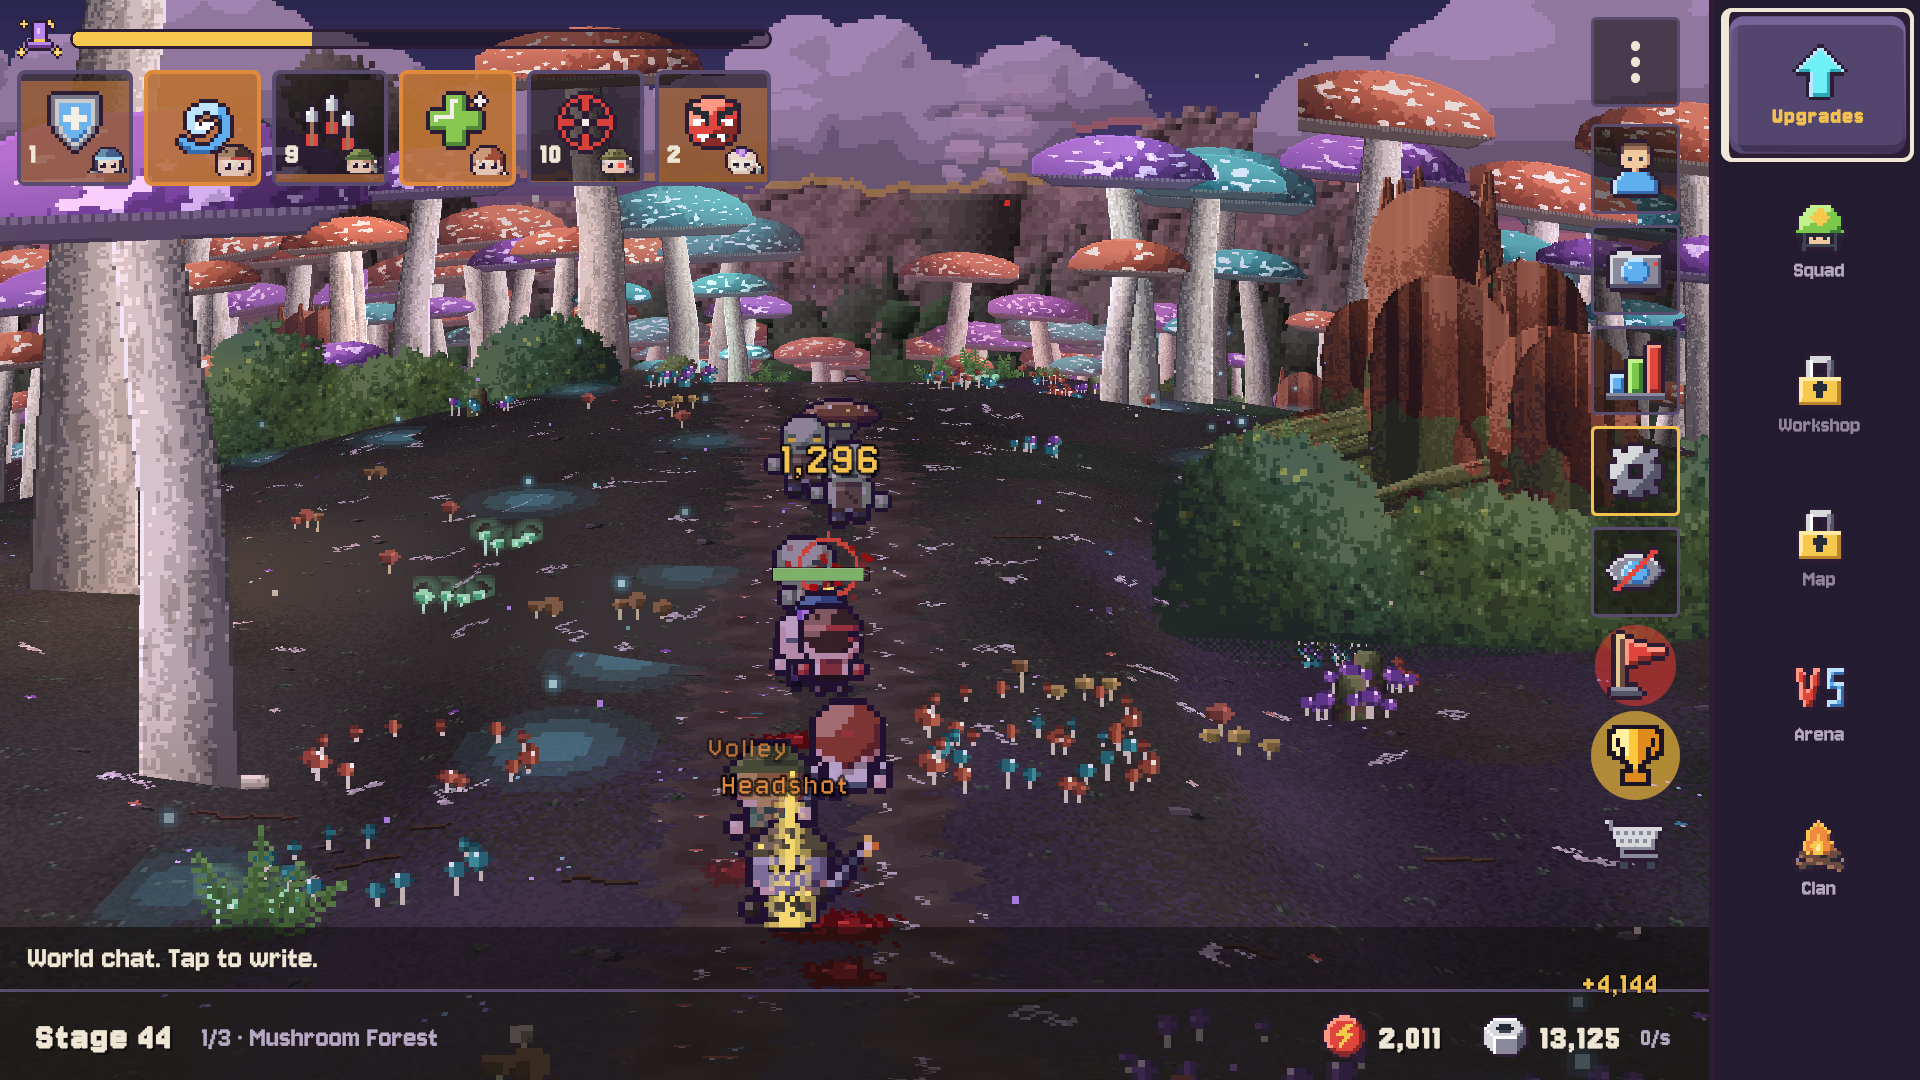 1
9
10
2
Upgrades
Squad
Workshop
Map
VS
Arena
Clan
1,296
Volley
Headshot
World chat. Tap to write.
+4,144
Stage 44
1/3 · Mushroom Forest
2,011
13,125
0/s